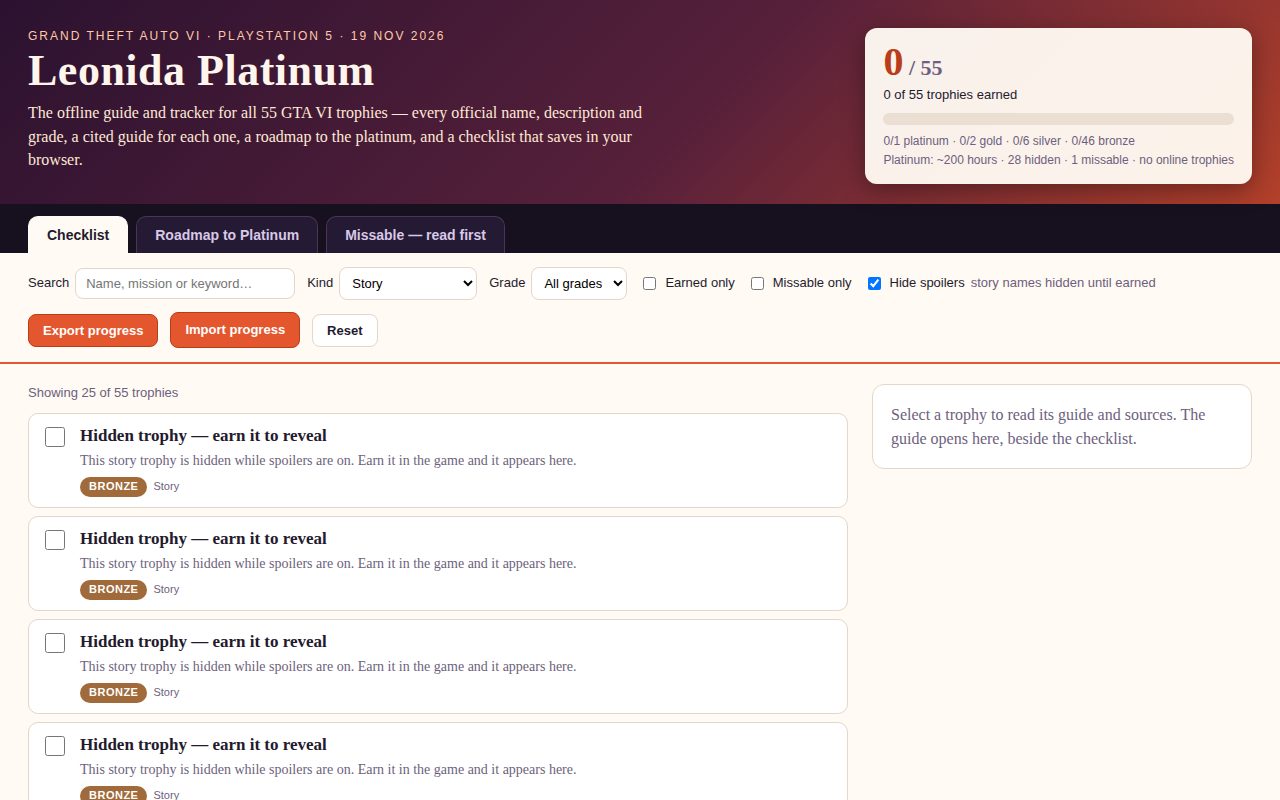 GRAND THEFT AUTO VI · PLAYSTATION 5 · 19 NOV 2026
Leonida Platinum
The offline guide and tracker for all 55 GTA VI trophies — every official name, description and
grade, a cited guide for each one, a roadmap to the platinum, and a checklist that saves in your
browser.
0 / 55
0 of 55 trophies earned
0/1 platinum · 0/2 gold · 0/6 silver · 0/46 bronze
Platinum: ~200 hours · 28 hidden · 1 missable · no online trophies
Checklist
Roadmap to Platinum
Missable — read first
Search Name, mission or keyword… Kind Story Grade All grades Earned only Missable only Hide spoilers story names hidden until earned
Export progress Import progress Reset
Showing 25 of 55 trophies
Hidden trophy — earn it to reveal
This story trophy is hidden while spoilers are on. Earn it in the game and it appears here.
BRONZE Story
Hidden trophy — earn it to reveal
This story trophy is hidden while spoilers are on. Earn it in the game and it appears here.
BRONZE Story
Hidden trophy — earn it to reveal
This story trophy is hidden while spoilers are on. Earn it in the game and it appears here.
BRONZE Story
Hidden trophy — earn it to reveal
This story trophy is hidden while spoilers are on. Earn it in the game and it appears here.
BRONZE Story
Select a trophy to read its guide and sources. The
guide opens here, beside the checklist.